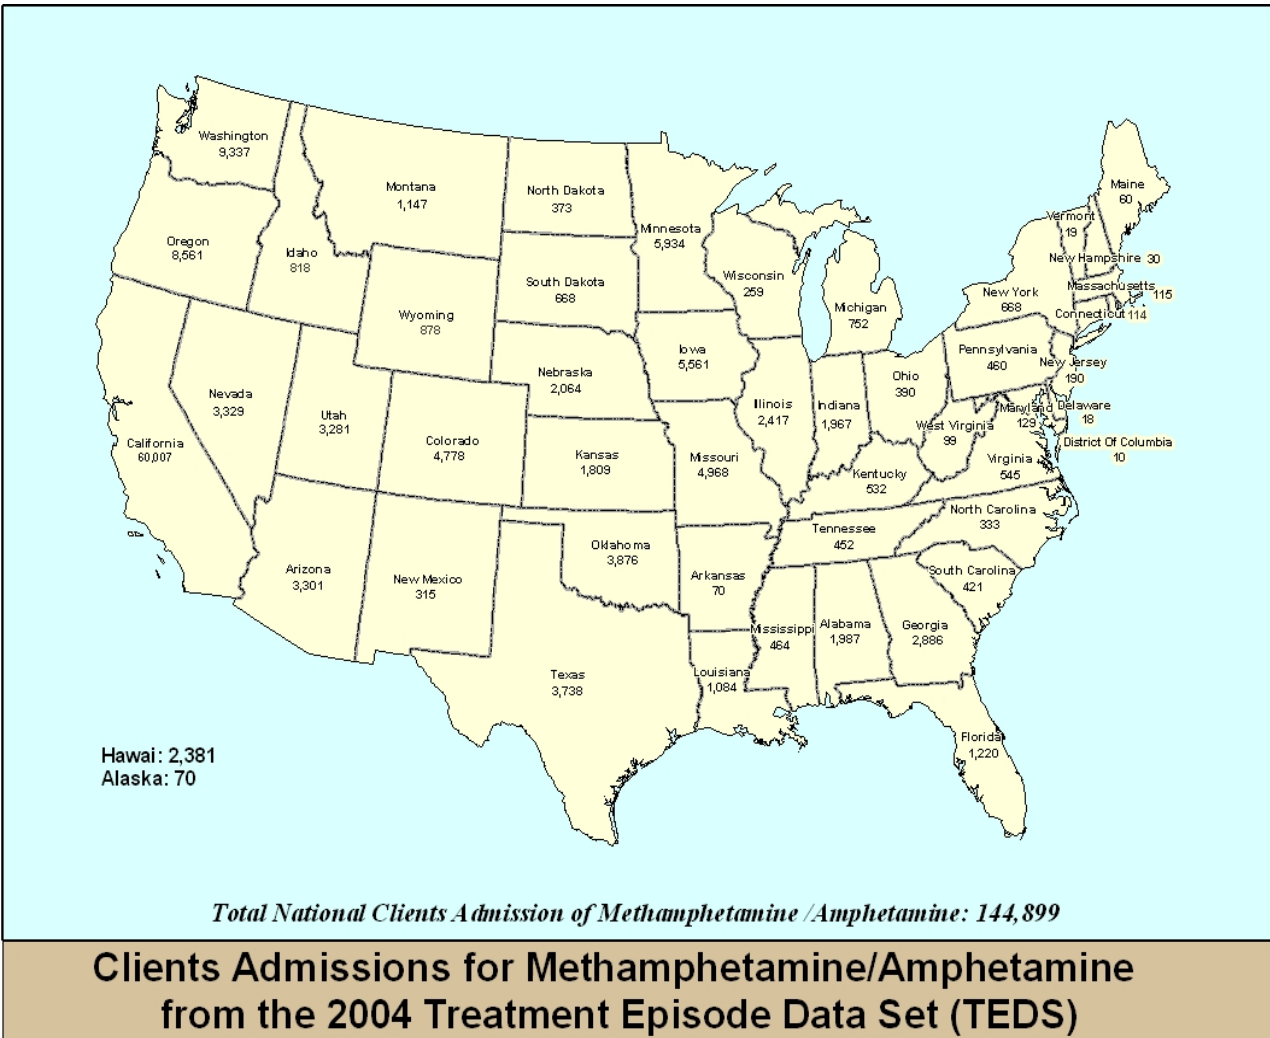 Washington
9,337
Montana
1,147
North Dakota
373
Minnesota
5,934
Maine
60
Vermont
19
New Hampshire 30
Oregon
8,561
Idaho
818
South Dakota
668
Wisconsin
259
Massachusetts
115
New York
668
Connecticut 114
Michigan
752
Wyoming
878
Iowa
5,561
Pennsylvania
460
New Jersey
190
Nebraska
2,064
Ohio
390
Nevada
3,329
Utah
3,281
Illinois
2,417
Indiana
1,967
Maryland
129
Delaware
18
West Virginia
99
District Of Columbia
10
California
60,007
Colorado
4,778
Kansas
1,809
Missouri
4,968
Kentucky
532
Virginia
545
North Carolina
333
Tennessee
452
Oklahoma
3,876
Arizona
3,301
New Mexico
315
Arkansas
70
South Carolina
421
Mississippi
464
Alabama
1,987
Georgia
2,886
Texas
3,738
Louisiana
1,084
Florida
1,220
Hawai: 2,381
Alaska: 70
Total National Clients Admission of Methamphetamine /Amphetamine: 144,899
Clients Admissions for Methamphetamine/Amphetamine
from the 2004 Treatment Episode Data Set (TEDS)